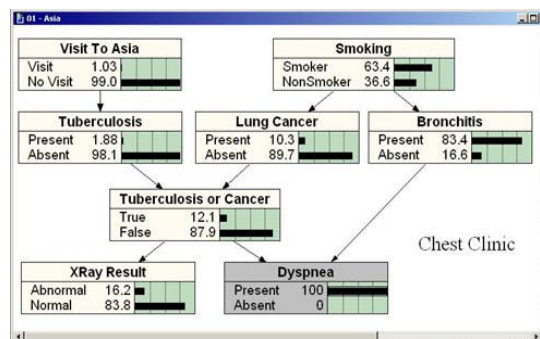 01 - Asia
Visit To Asia
Visit 1.03
No Visit 99.0
Smoking
Smoker 63.4
NonSmoker 36.6
Tuberculosis
Present 1.88
Absent 98.1
Lung Cancer
Present 10.3
Absent 89.7
Bronchitis
Present 83.4
Absent 16.6
Tuberculosis or Cancer
True 12.1
False 87.9
Chest Clinic
XRay Result
Abnormal 16.2
Normal 83.8
Dyspnea
Present 100
Absent 0